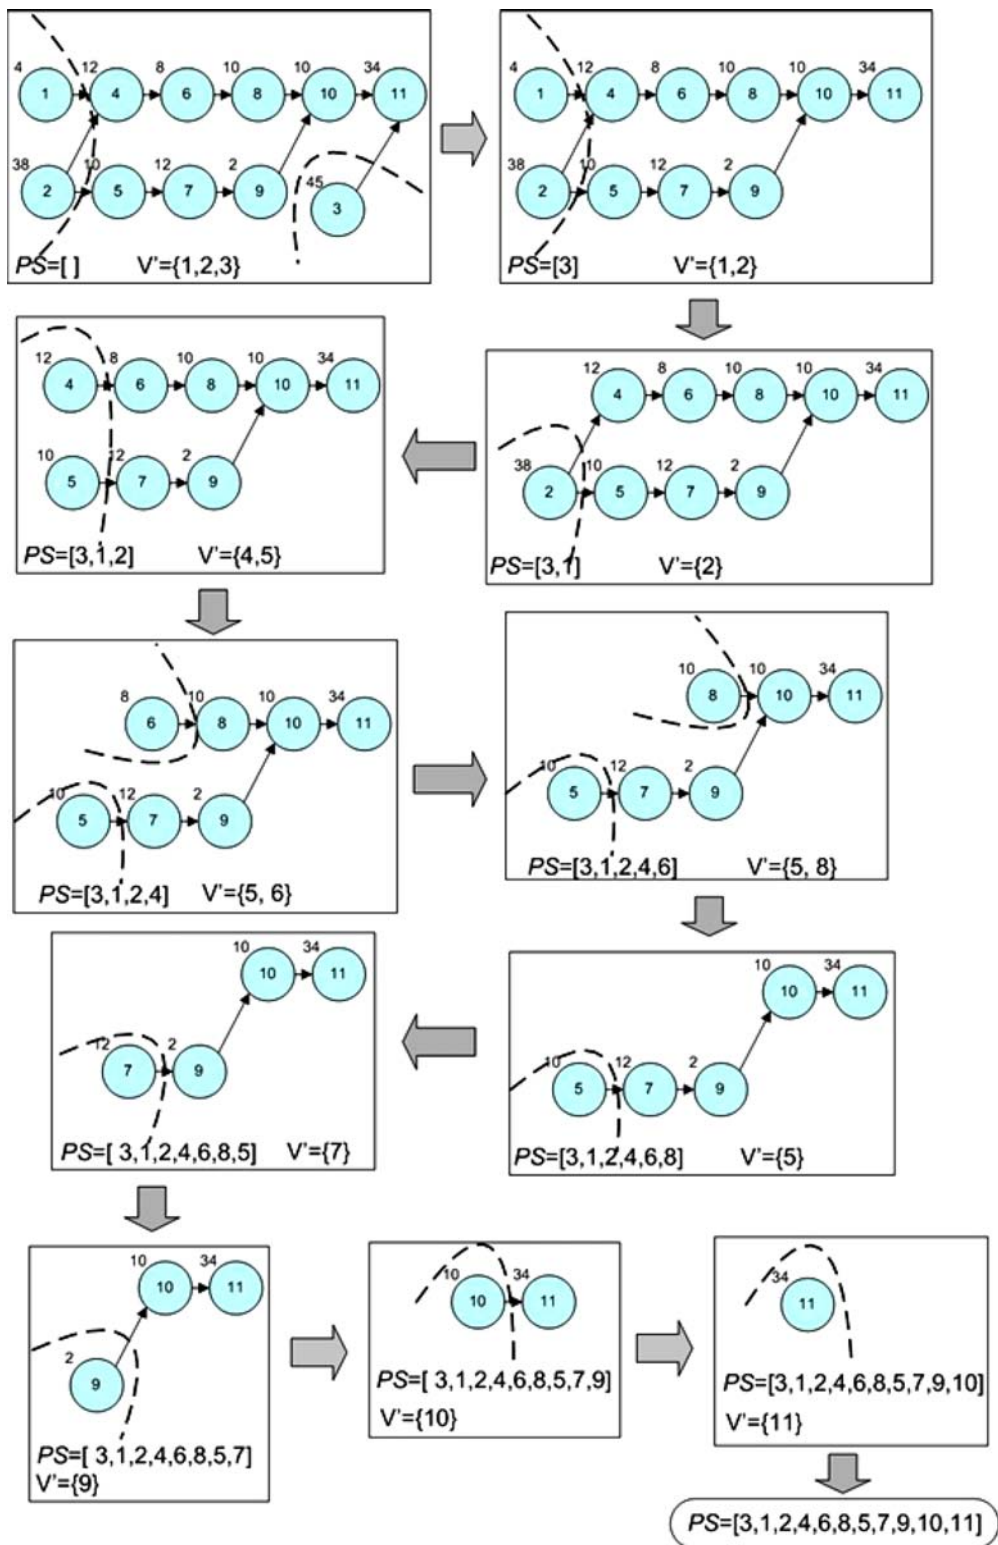 4 12 8 10 10 34
1 4 6 8 10 11
38 10 12 2 45
2 5 7 9 3
PS=[ ] V'={1,2,3}
4 12 8 10 10 34
1 4 6 8 10 11
38 10 12 2
2 5 7 9
PS=[3] V'={1,2}
12 8 10 10 34
4 6 8 10 11
38 10 12 2
2 5 7 9
PS=[3,1] V'={2}
12 8 10 10 34
4 6 8 10 11
10 12 2
5 7 9
PS=[3,1,2] V'={4,5}
8 10 10 34
6 8 10 11
10 12 2
5 7 9
PS=[3,1,2,4] V'={5, 6}
10 10 34
8 10 11
10 12 2
5 7 9
PS=[3,1,2,4,6] V'={5, 8}
10 34
10 11
10 12 2
5 7 9
PS=[3,1,2,4,6,8] V'={5}
10 34
10 11
12 2
7 9
PS=[ 3,1,2,4,6,8,5] V'={7}
10 34
10 11
2
9
PS=[ 3,1,2,4,6,8,5,7]
V'={9}
10 34
10 11
PS=[ 3,1,2,4,6,8,5,7,9]
V'={10}
34
11
PS=[3,1,2,4,6,8,5,7,9,10]
V'={11}
PS=[3,1,2,4,6,8,5,7,9,10,11]